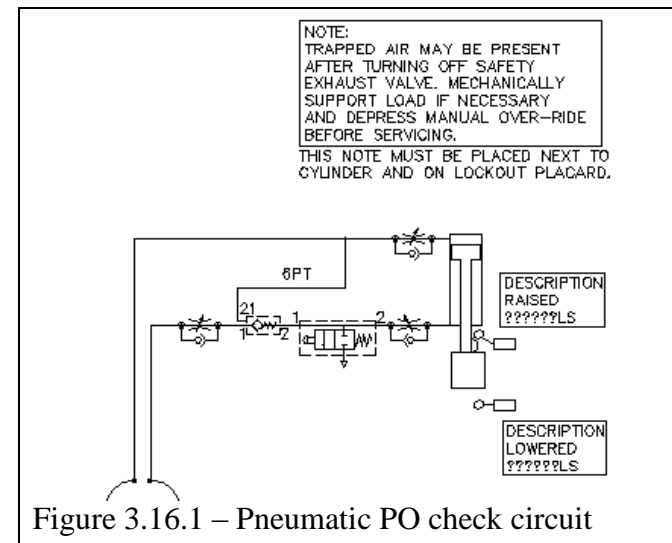 NOTE:
TRAPPED AIR MAY BE PRESENT
AFTER TURNING OFF SAFETY
EXHAUST VALVE. MECHANICALLY
SUPPORT LOAD IF NECESSARY
AND DEPRESS MANUAL OVER-RIDE
BEFORE SERVICING.
THIS NOTE MUST BE PLACED NEXT TO
CYLINDER AND ON LOCKOUT PLACARD.
6PT
DESCRIPTION
RAISED
??????LS
21
1
2
1
2
DESCRIPTION
LOWERED
??????LS
Figure 3.16.1 – Pneumatic PO check circuit